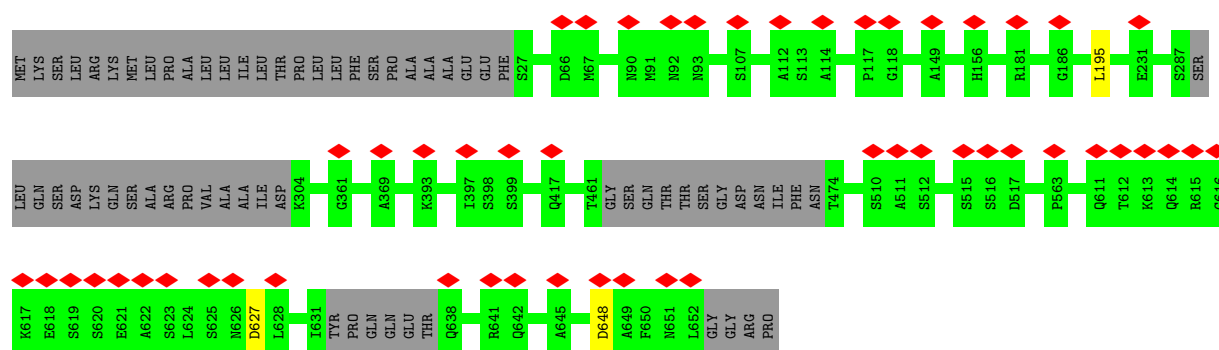 MET LYS SER LEU ARG LYS MET LEU PRO ALA LEU LEU ILE LEU THR PRO LEU LEU PHE SER PRO ALA ALA ALA GLU GLU PHE S27 D66 M67 N90 M91 N92 N93 S107 A112 S113 A114 P117 G118 A149 H156 R181 G186 L195 E231 S287 SER
LEU GLN SER ASP LYS GLN SER ALA ARG PRO VAL ALA ALA ILE ASP K304 G361 A369 K393 I397 S398 S399 Q417 T461 GLY SER GLN THR THR SER GLY ASP ASN ILE PHE ASN T474 S510 A511 S512 S515 S516 D517 P563 Q611 T612 K613 Q614 R615
K617 E618 S619 S620 E621 A622 S623 L624 S625 N626 D627 L628 I631 TYR PRO GLN GLN GLU THR Q638 R641 Q642 A645 D648 A649 F650 N651 L652 GLY GLY ARG PRO